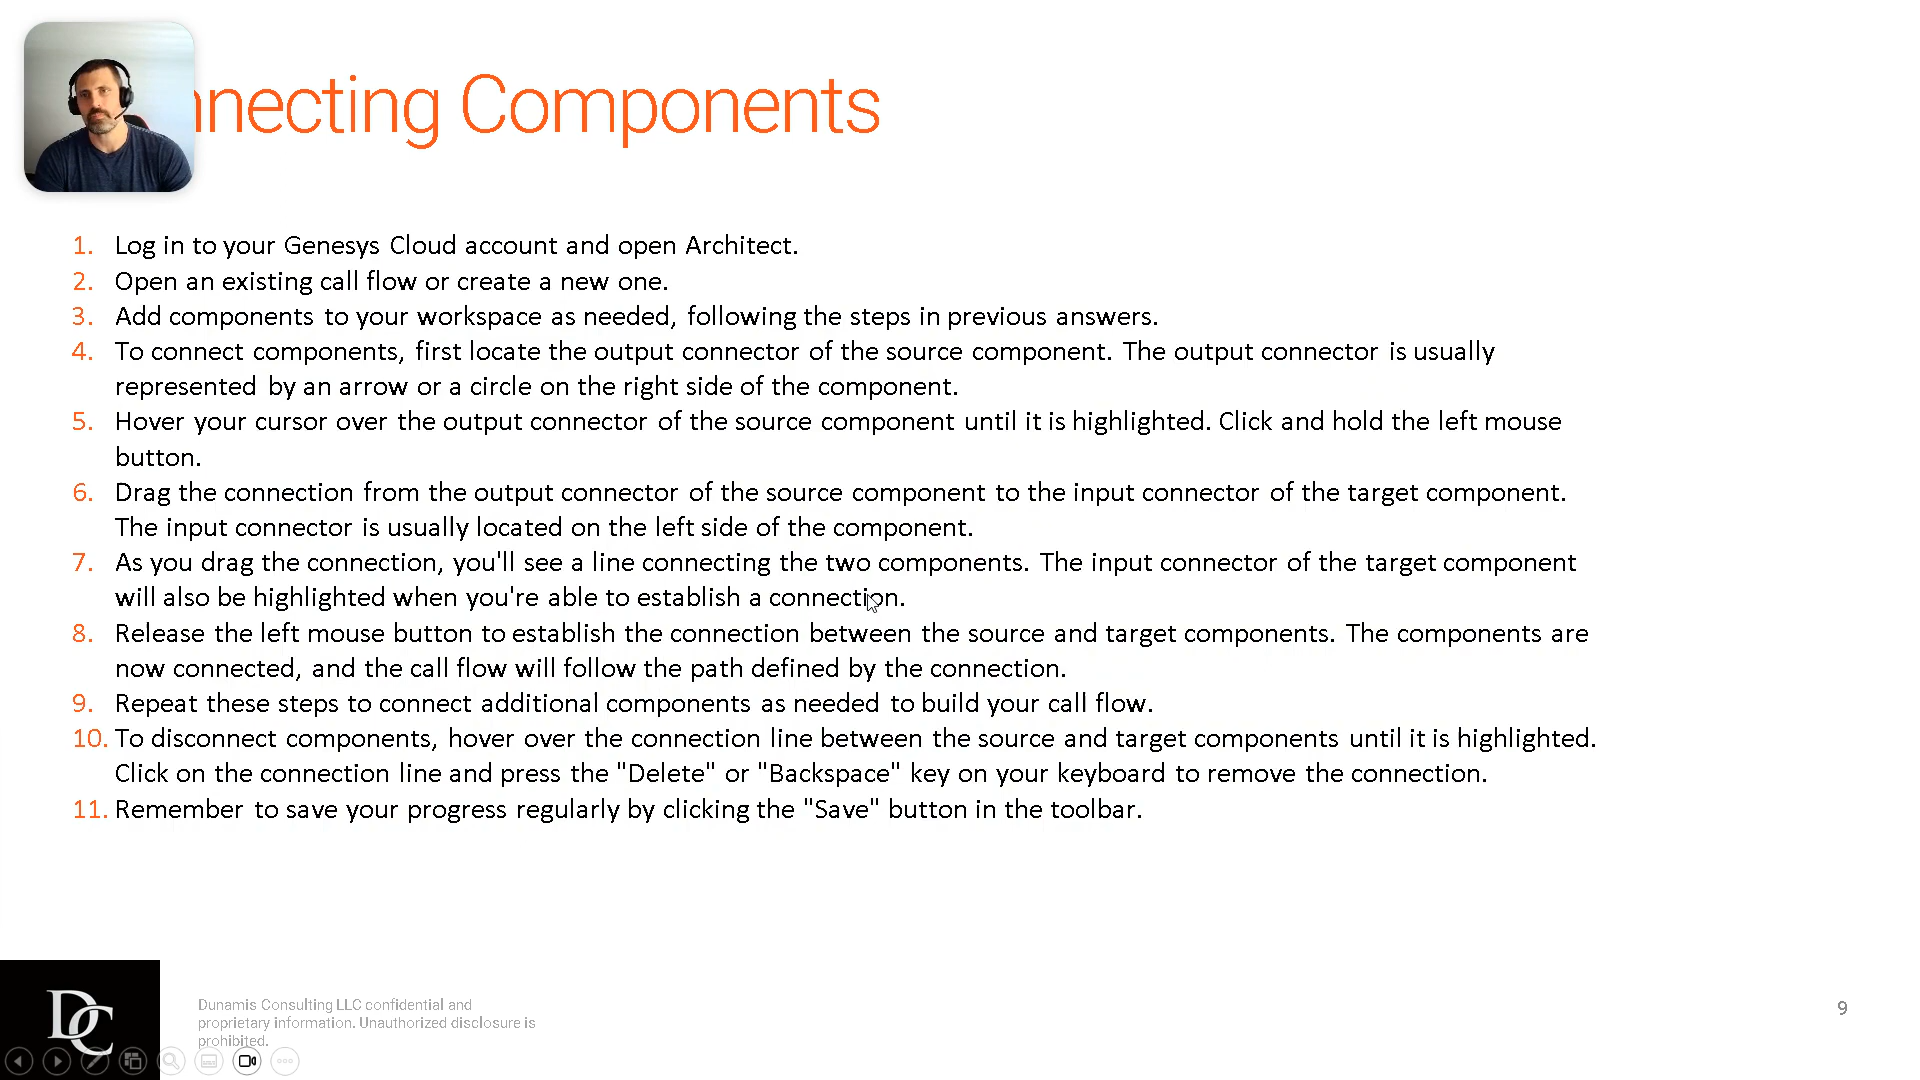 nnecting Components
1. Log in to your Genesys Cloud account and open Architect.
2. Open an existing call flow or create a new one.
3. Add components to your workspace as needed, following the steps in previous answers.
4. To connect components, first locate the output connector of the source component. The output connector is usually
represented by an arrow or a circle on the right side of the component.
5. Hover your cursor over the output connector of the source component until it is highlighted. Click and hold the left mouse
button.
6. Drag the connection from the output connector of the source component to the input connector of the target component.
The input connector is usually located on the left side of the component.
7. As you drag the connection, you'll see a line connecting the two components. The input connector of the target component
will also be highlighted when you're able to establish a connection.
8. Release the left mouse button to establish the connection between the source and target components. The components are
now connected, and the call flow will follow the path defined by the connection.
9. Repeat these steps to connect additional components as needed to build your call flow.
10. To disconnect components, hover over the connection line between the source and target components until it is highlighted.
Click on the connection line and press the "Delete" or "Backspace" key on your keyboard to remove the connection.
11. Remember to save your progress regularly by clicking the "Save" button in the toolbar.
DC
Dunamis Consulting LLC confidential and
proprietary information. Unauthorized disclosure is
prohibited.
9